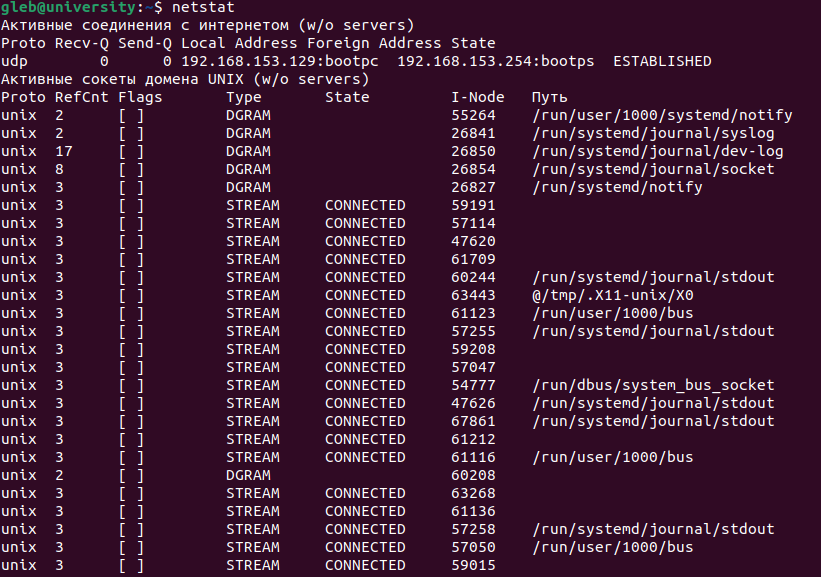 gleb@university:~$ netstat
Активные соединения с интернетом (w/o servers)
Proto Recv-Q Send-Q Local Address Foreign Address State
udp 0 0 192.168.153.129:bootpc 192.168.153.254:bootps ESTABLISHED
Активные сокеты домена UNIX (w/o servers)
Proto RefCnt Flags Type State I-Node Путь
unix 2 [ ] DGRAM 55264 /run/user/1000/systemd/notify
unix 2 [ ] DGRAM 26841 /run/systemd/journal/syslog
unix 17 [ ] DGRAM 26850 /run/systemd/journal/dev-log
unix 8 [ ] DGRAM 26854 /run/systemd/journal/socket
unix 3 [ ] DGRAM 26827 /run/systemd/notify
unix 3 [ ] STREAM CONNECTED 59191
unix 3 [ ] STREAM CONNECTED 57114
unix 3 [ ] STREAM CONNECTED 47620
unix 3 [ ] STREAM CONNECTED 61709
unix 3 [ ] STREAM CONNECTED 60244 /run/systemd/journal/stdout
unix 3 [ ] STREAM CONNECTED 63443 @/tmp/.X11-unix/X0
unix 3 [ ] STREAM CONNECTED 61123 /run/user/1000/bus
unix 3 [ ] STREAM CONNECTED 57255 /run/systemd/journal/stdout
unix 3 [ ] STREAM CONNECTED 59208
unix 3 [ ] STREAM CONNECTED 57047
unix 3 [ ] STREAM CONNECTED 54777 /run/dbus/system_bus_socket
unix 3 [ ] STREAM CONNECTED 47626 /run/systemd/journal/stdout
unix 3 [ ] STREAM CONNECTED 67861 /run/systemd/journal/stdout
unix 3 [ ] STREAM CONNECTED 61212
unix 3 [ ] STREAM CONNECTED 61116 /run/user/1000/bus
unix 2 [ ] DGRAM 60208
unix 3 [ ] STREAM CONNECTED 63268
unix 3 [ ] STREAM CONNECTED 61136
unix 3 [ ] STREAM CONNECTED 57258 /run/systemd/journal/stdout
unix 3 [ ] STREAM CONNECTED 57050 /run/user/1000/bus
unix 3 [ ] STREAM CONNECTED 59015